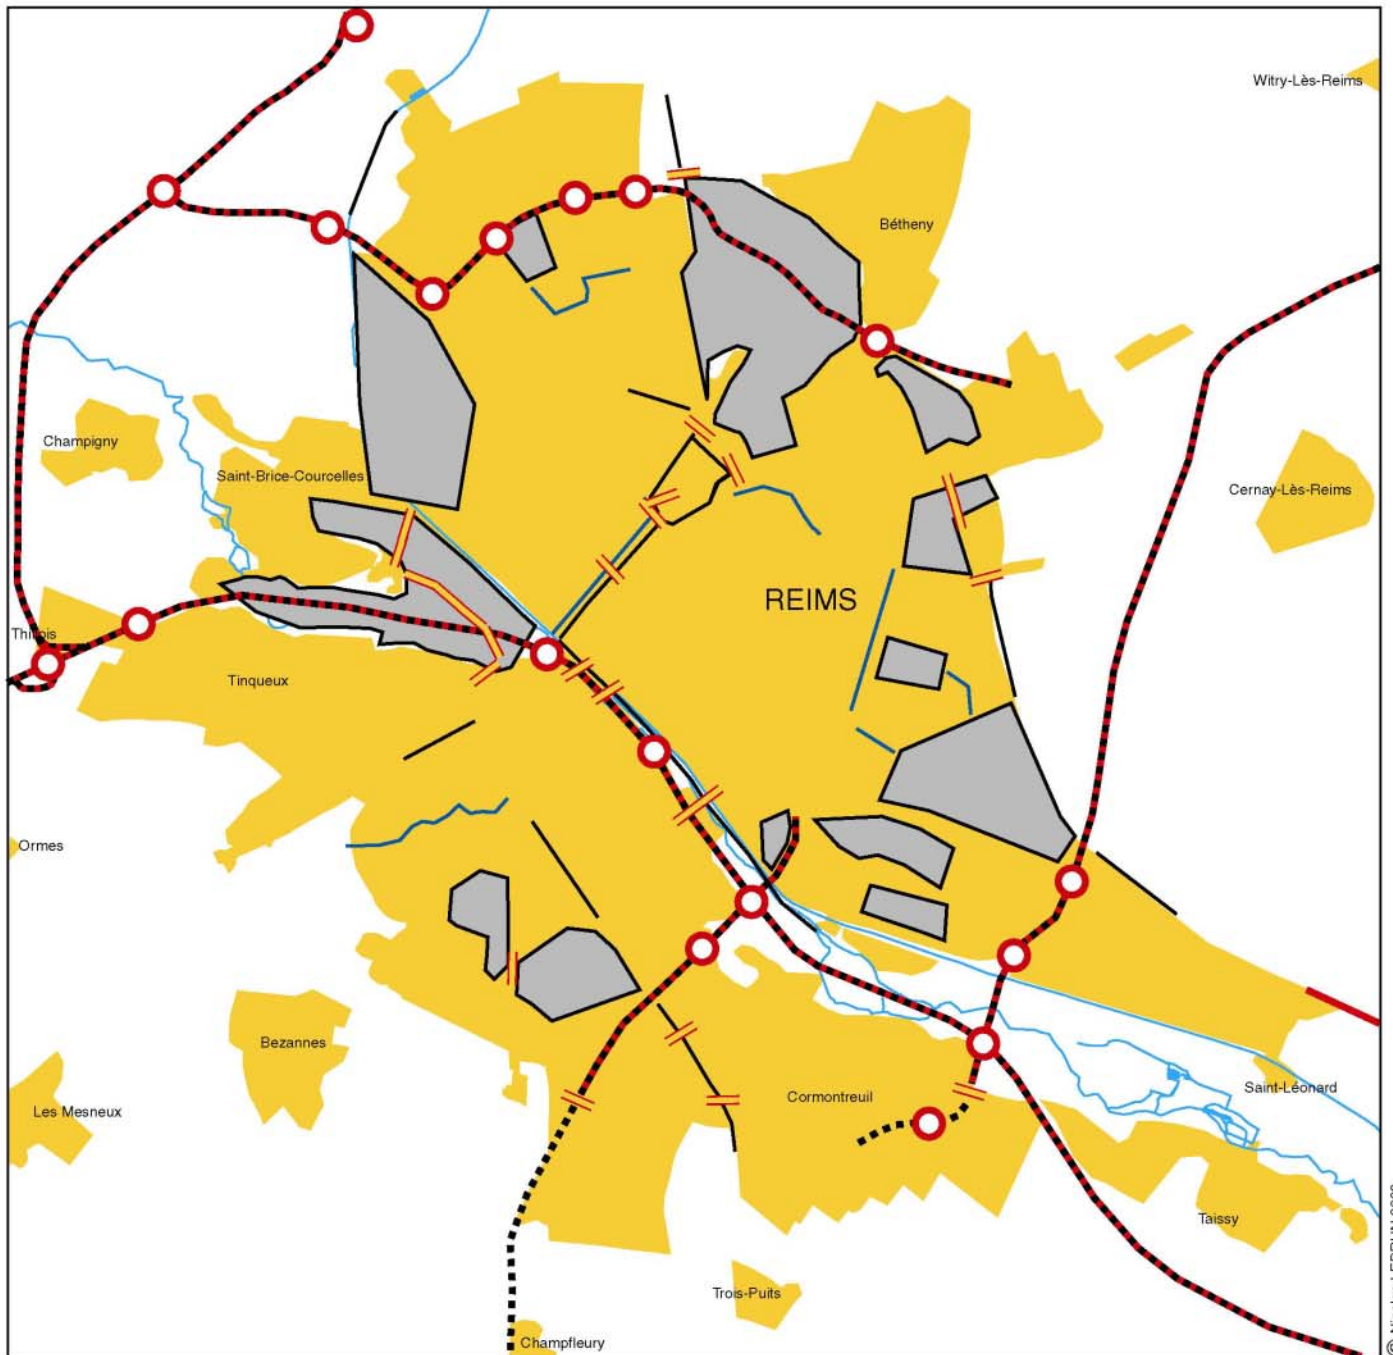 Witry-Lès-Reims
Bétheny
Champigny
Saint-Brice-Courcelles
Cernay-Lès-Reims
REIMS
Thillois
Tinqueux
Ormes
Bezannes
Les Mesneux
Cormontreuil
Saint-Léonard
Taissy
Trois-Puits
Champfleury